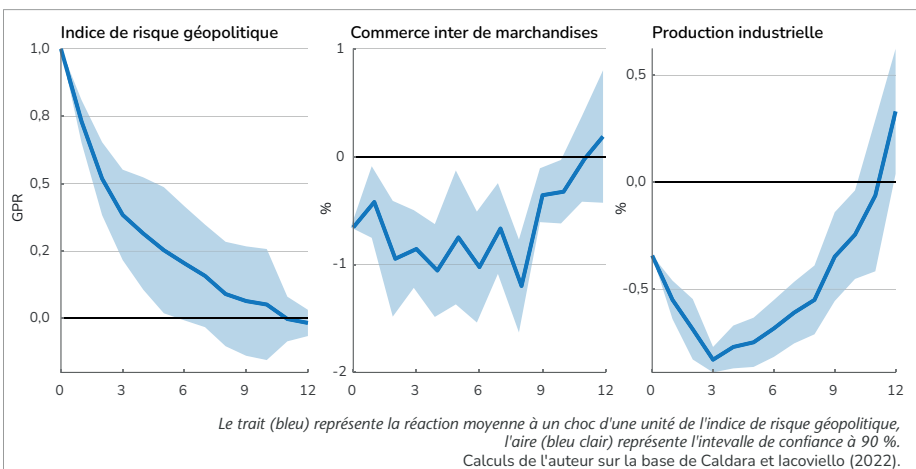 Indice de risque géopolitique
1,0
0,8
0,5
0,2
0,0
GPR
0 3 6 9 12
Commerce inter de marchandises
1
0
-1
-2
%
0 3 6 9 12
Production industrielle
0,5
0,0
-0,5
%
0 3 6 9 12
Le trait (bleu) représente la réaction moyenne à un choc d'une unité de l'indice de risque géopolitique,
l'aire (bleu clair) représente l'intevalle de confiance à 90 %.
Calculs de l'auteur sur la base de Caldara et Iacoviello (2022).